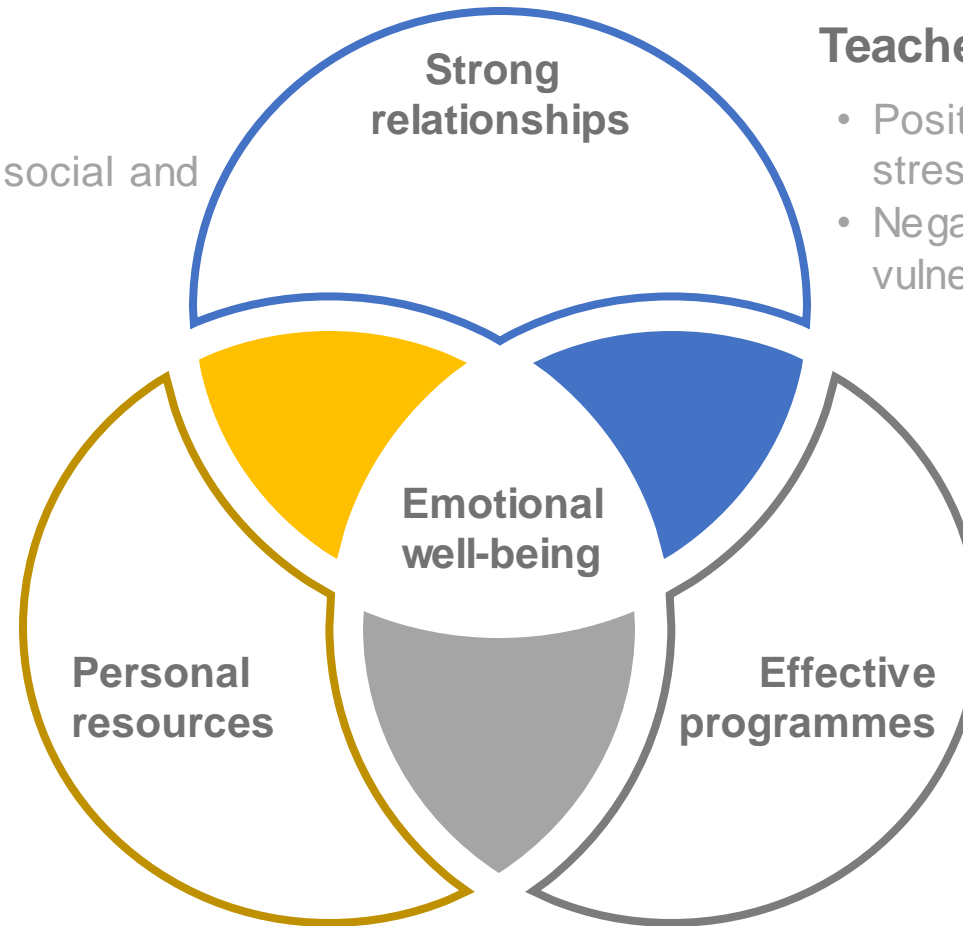 Strong
relationships
social and
Emotional
well-being
Personal
resources
Effective
programmes